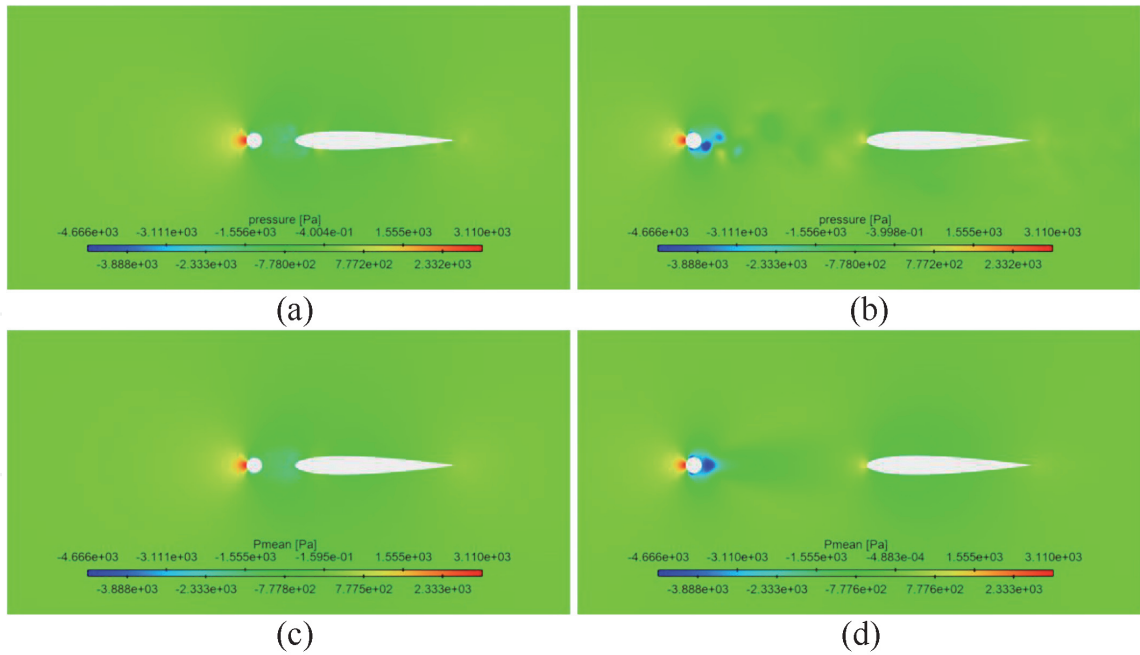 pressure [Pa]
-4.666e+03 -3.111e+03 -1.556e+03 -4.004e-01 1.555e+03 3.110e+03
-3.888e+03 -2.333e+03 -7.780e+02 7.772e+02 2.332e+03
(a)
pressure [Pa]
-4.666e+03 -3.111e+03 -1.556e+03 -3.998e-01 1.555e+03 3.110e+03
-3.888e+03 -2.333e+03 -7.780e+02 7.772e+02 2.332e+03
(b)
Pmean [Pa]
-4.666e+03 -3.111e+03 -1.555e+03 -1.595e-01 1.555e+03 3.110e+03
-3.888e+03 -2.333e+03 -7.778e+02 7.775e+02 2.333e+03
(c)
Pmean [Pa]
-4.666e+03 -3.110e+03 -1.555e+03 -4.883e-04 1.555e+03 3.110e+03
-3.888e+03 -2.333e+03 -7.776e+02 7.776e+02 2.333e+03
(d)